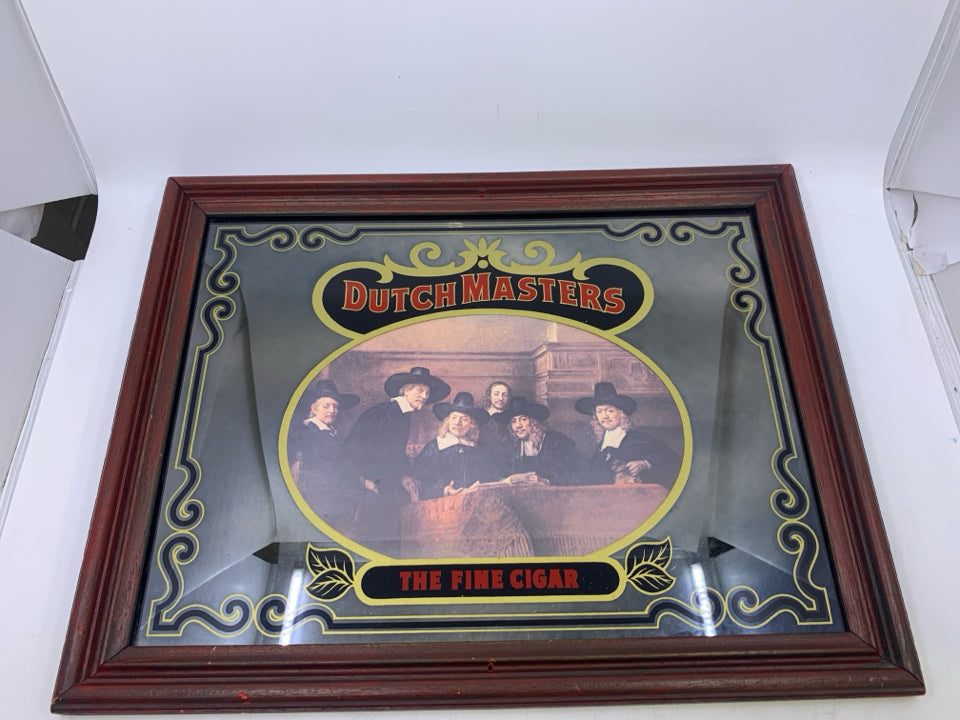 DUTCH MASTERS
THE FINE CIGAR